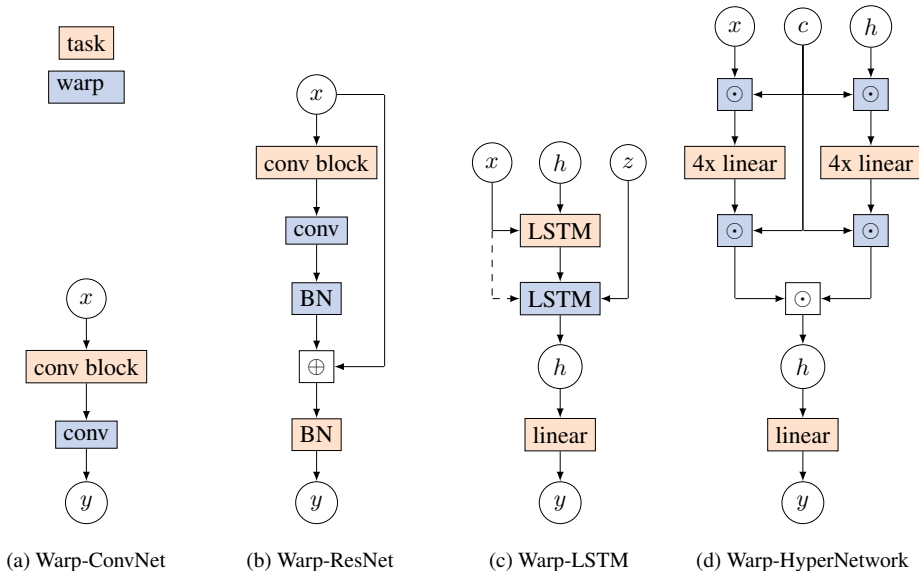 task
warp
x
conv block
conv
y
(a) Warp-ConvNet
x
conv block
conv
BN
⊕
BN
y
(b) Warp-ResNet
x h z
LSTM
LSTM
h
linear
y
(c) Warp-LSTM
x c h
⊙ ⊙
4x linear 4x linear
⊙ ⊙
⊙
h
linear
y
(d) Warp-HyperNetwork